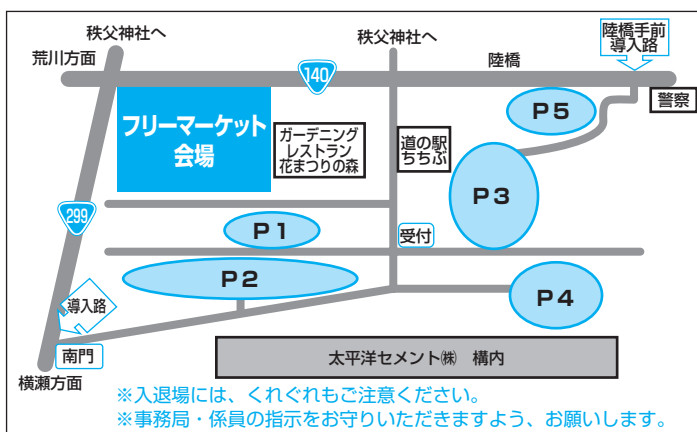 秩父神社へ
秩父神社へ
陸橋手前
導入路
荒川方面
陸橋
140
警察
フリーマーケット
会場
ガーデニング
レストラン
花まつりの森
道の駅
ちちぶ
P5
P3
299
P1
受付
P2
P4
導入路
南門
太平洋セメント㈱ 構内
横瀬方面
※入退場には、くれぐれもご注意ください。
※事務局・係員の指示をお守りいただきますよう、お願いします。